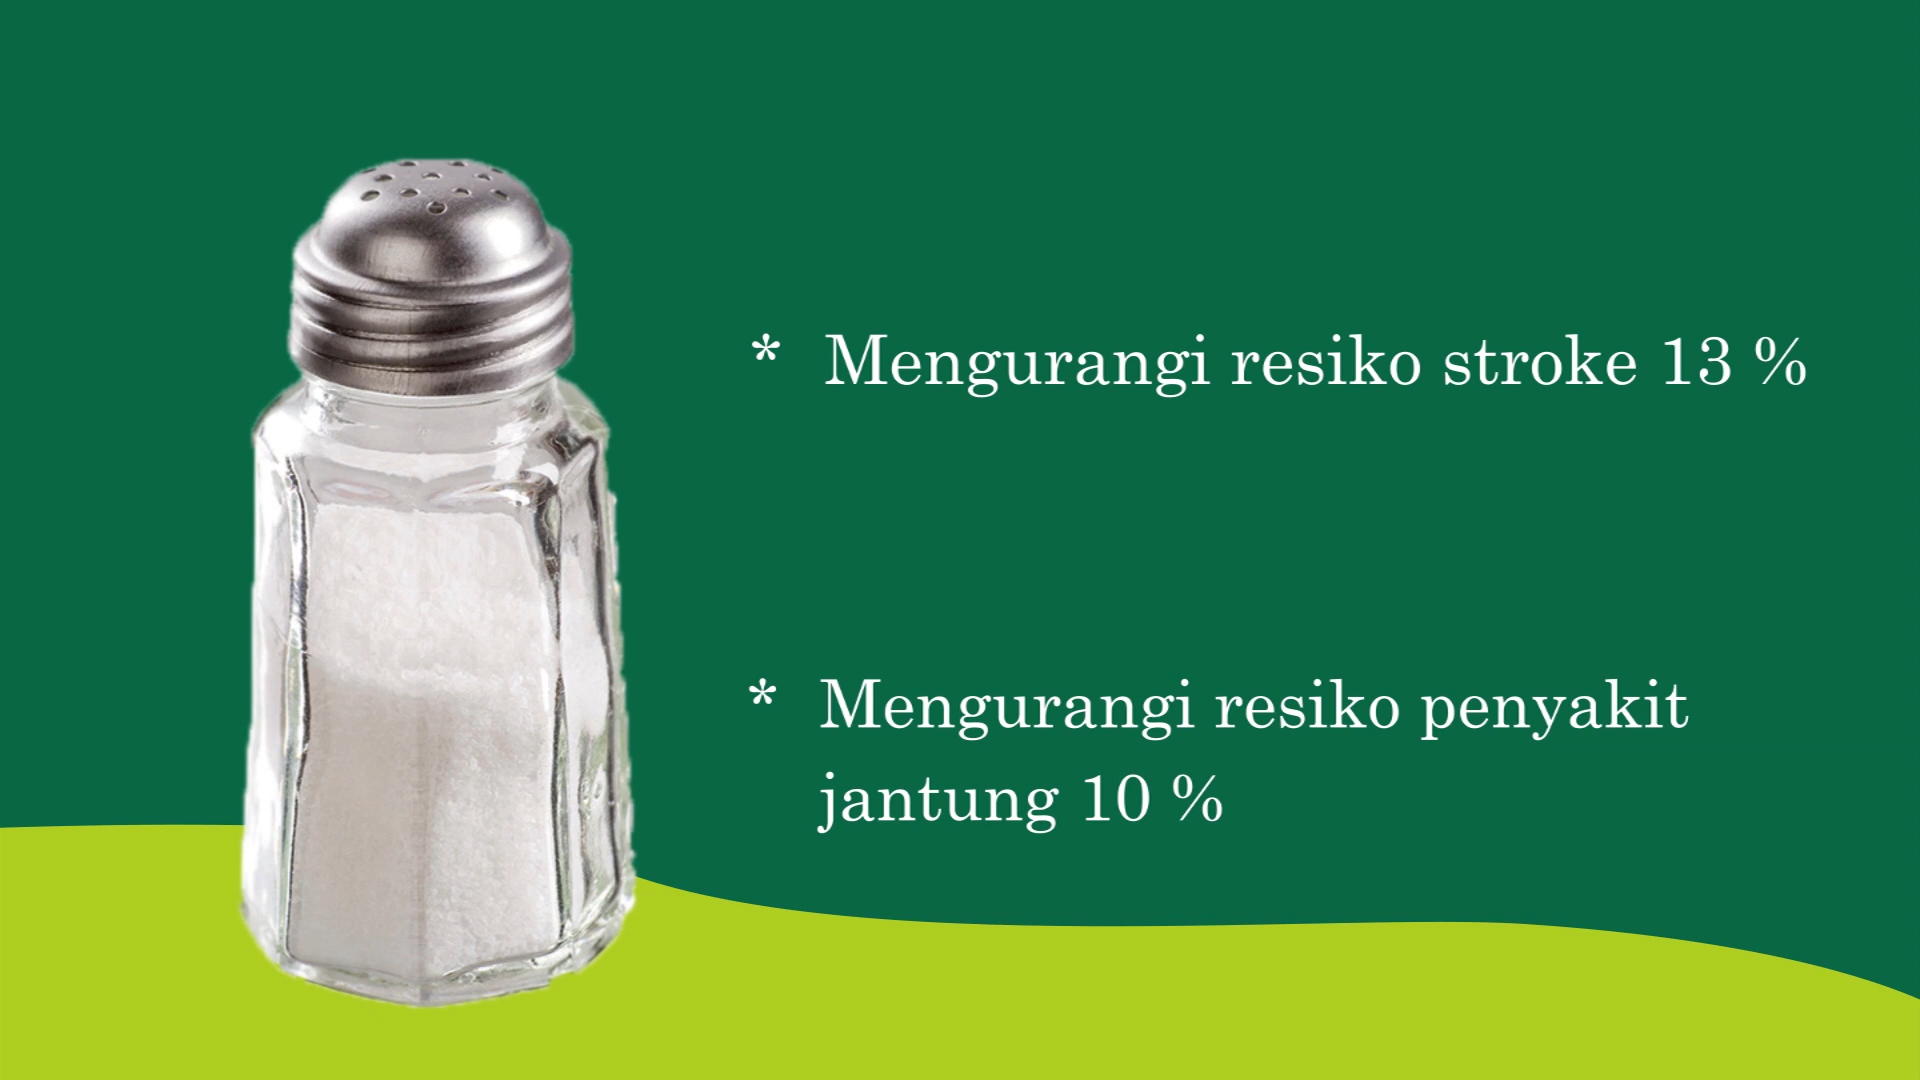 * Mengurangi resiko stroke 13 %
* Mengurangi resiko penyakit
jantung 10 %